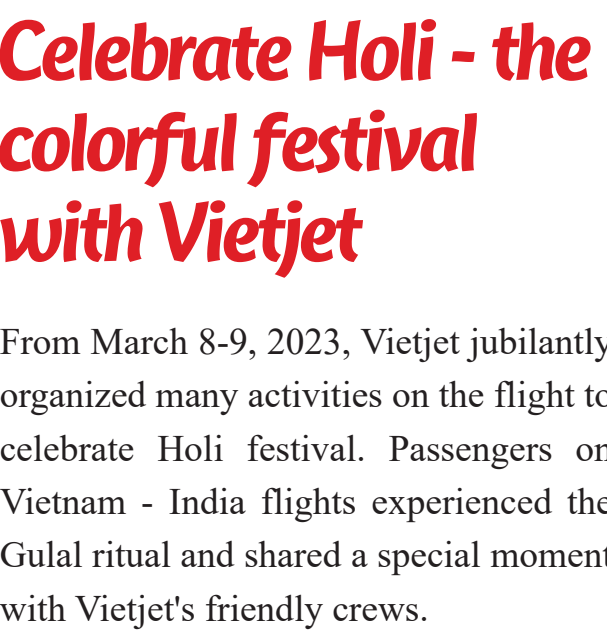 Celebrate Holi - the
colorful festival
with Vietjet
From March 8-9, 2023, Vietjet jubilantly
organized many activities on the flight to
celebrate Holi festival. Passengers on
Vietnam - India flights experienced the
Gulal ritual and shared a special moment
with Vietjet's friendly crews.